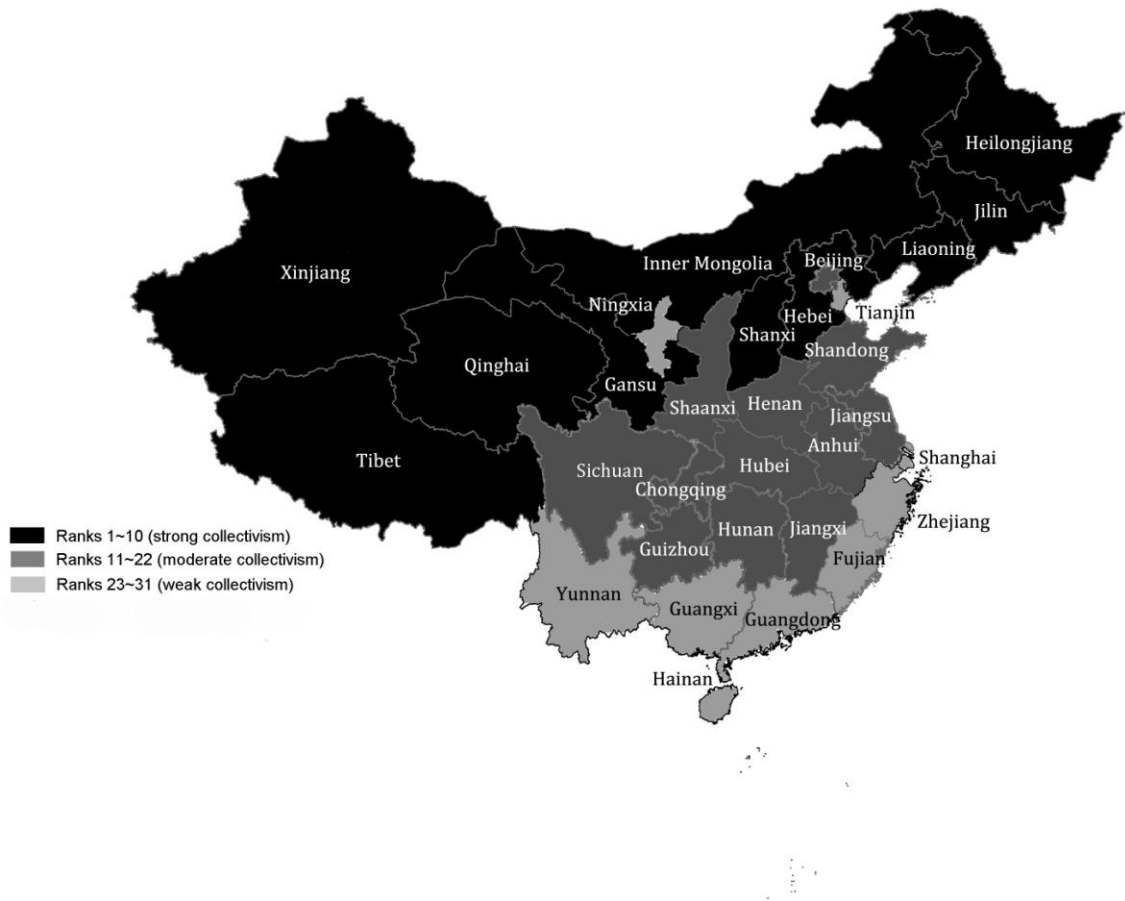 Heilongjiang
Jilin
Liaoning
Beijing
Inner Mongolia
Xinjiang
Ningxia
Hebei
Tianjin
Shanxi
Shandong
Qinghai
Gansu
Shaanxi
Henan
Jiangsu
Anhui
Tibet
Sichuan
Hubei
Shanghai
Chongqing
Zhejiang
Hunan
Jiangxi
Guizhou
Fujian
Yunnan
Guangxi
Guangdong
Hainan
Ranks 1~10 (strong collectivism)
Ranks 11~22 (moderate collectivism)
Ranks 23~31 (weak collectivism)